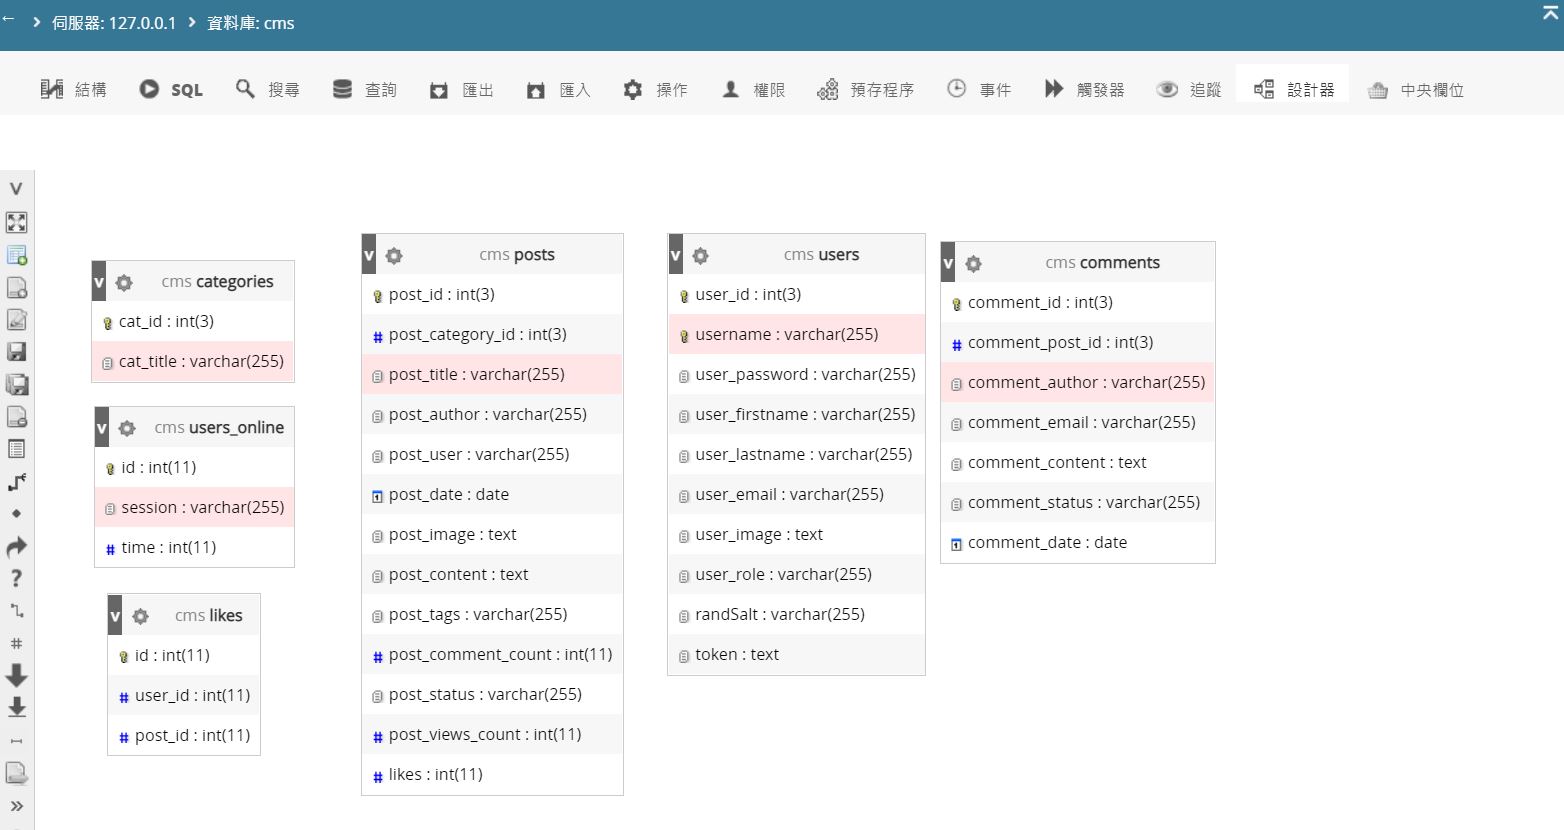 ← › 伺服器: 127.0.0.1 › 資料庫: cms
結構 SQL 搜尋 查詢 匯出 匯入 操作 權限 預存程序 事件 觸發器 追蹤 設計器 中央欄位
v cms categories
cat_id : int(3)
cat_title : varchar(255)
v cms users_online
id : int(11)
session : varchar(255)
time : int(11)
v cms likes
id : int(11)
user_id : int(11)
post_id : int(11)
v cms posts
post_id : int(3)
post_category_id : int(3)
post_title : varchar(255)
post_author : varchar(255)
post_user : varchar(255)
post_date : date
post_image : text
post_content : text
post_tags : varchar(255)
post_comment_count : int(11)
post_status : varchar(255)
post_views_count : int(11)
likes : int(11)
v cms users
user_id : int(3)
username : varchar(255)
user_password : varchar(255)
user_firstname : varchar(255)
user_lastname : varchar(255)
user_email : varchar(255)
user_image : text
user_role : varchar(255)
randSalt : varchar(255)
token : text
v cms comments
comment_id : int(3)
comment_post_id : int(3)
comment_author : varchar(255)
comment_email : varchar(255)
comment_content : text
comment_status : varchar(255)
comment_date : date